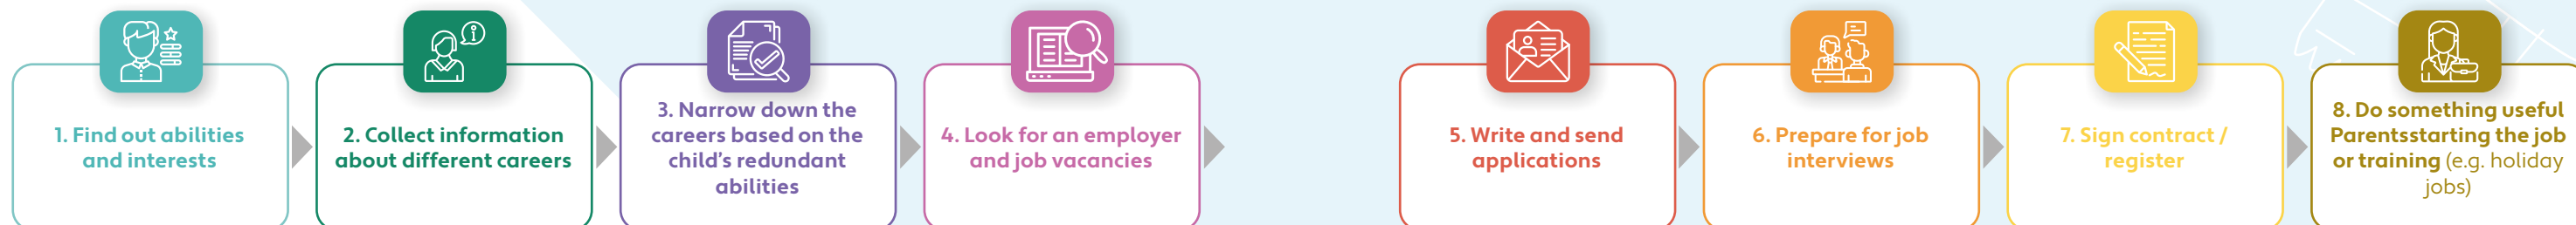 1. Find out abilities
and interests
2. Collect information
about different careers
3. Narrow down the
careers based on the
child's redundant
abilities
4. Look for an employer
and job vacancies
5. Write and send
applications
6. Prepare for job
interviews
7. Sign contract /
register
8. Do something useful
Parentsstarting the job
or training (e.g. holiday
jobs)